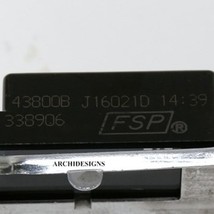 43800B J16021D 14:39
338906
FSP®
ARCHIDESIGNS